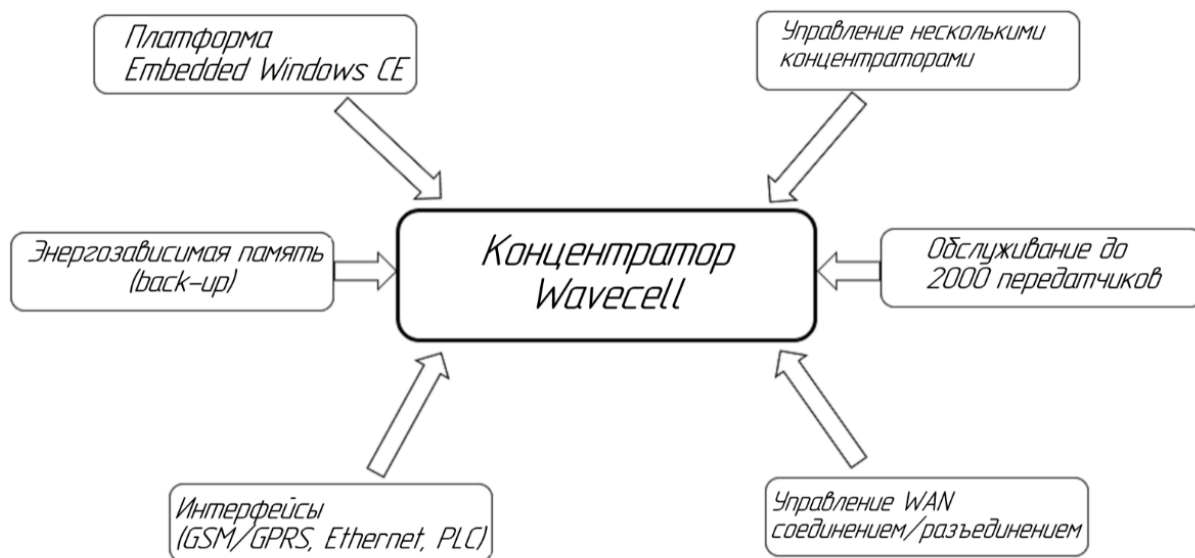 Платформа
Embedded Windows CE
Управление несколькими
концентраторами
Энергозависимая память
(back-up)
Концентратор
Wavecell
Обслуживание до
2000 передатчиков
Интерфейсы
(GSM/GPRS, Ethernet, PLC)
Управление WAN
соединением/разъединением